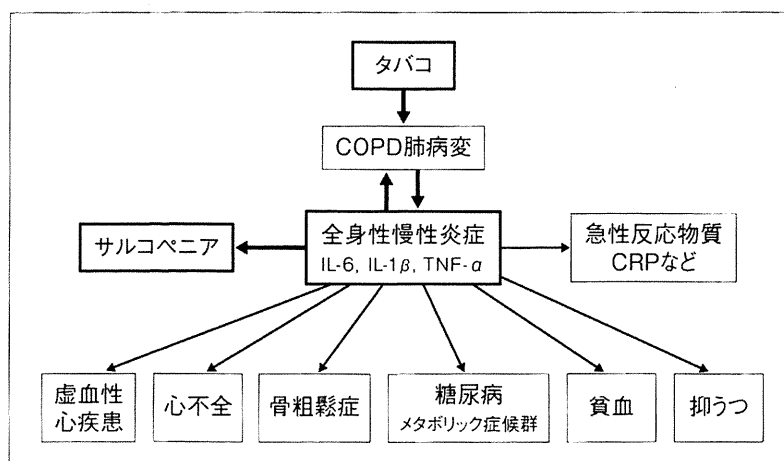 タバコ
COPD肺病変
サルコペニア
全身性慢性炎症
IL-6, IL-1β, TNF-α
急性反応物質
CRPなど
虚血性
心疾患
心不全
骨粗鬆症
糖尿病
メタボリック症候群
貧血
抑うつ